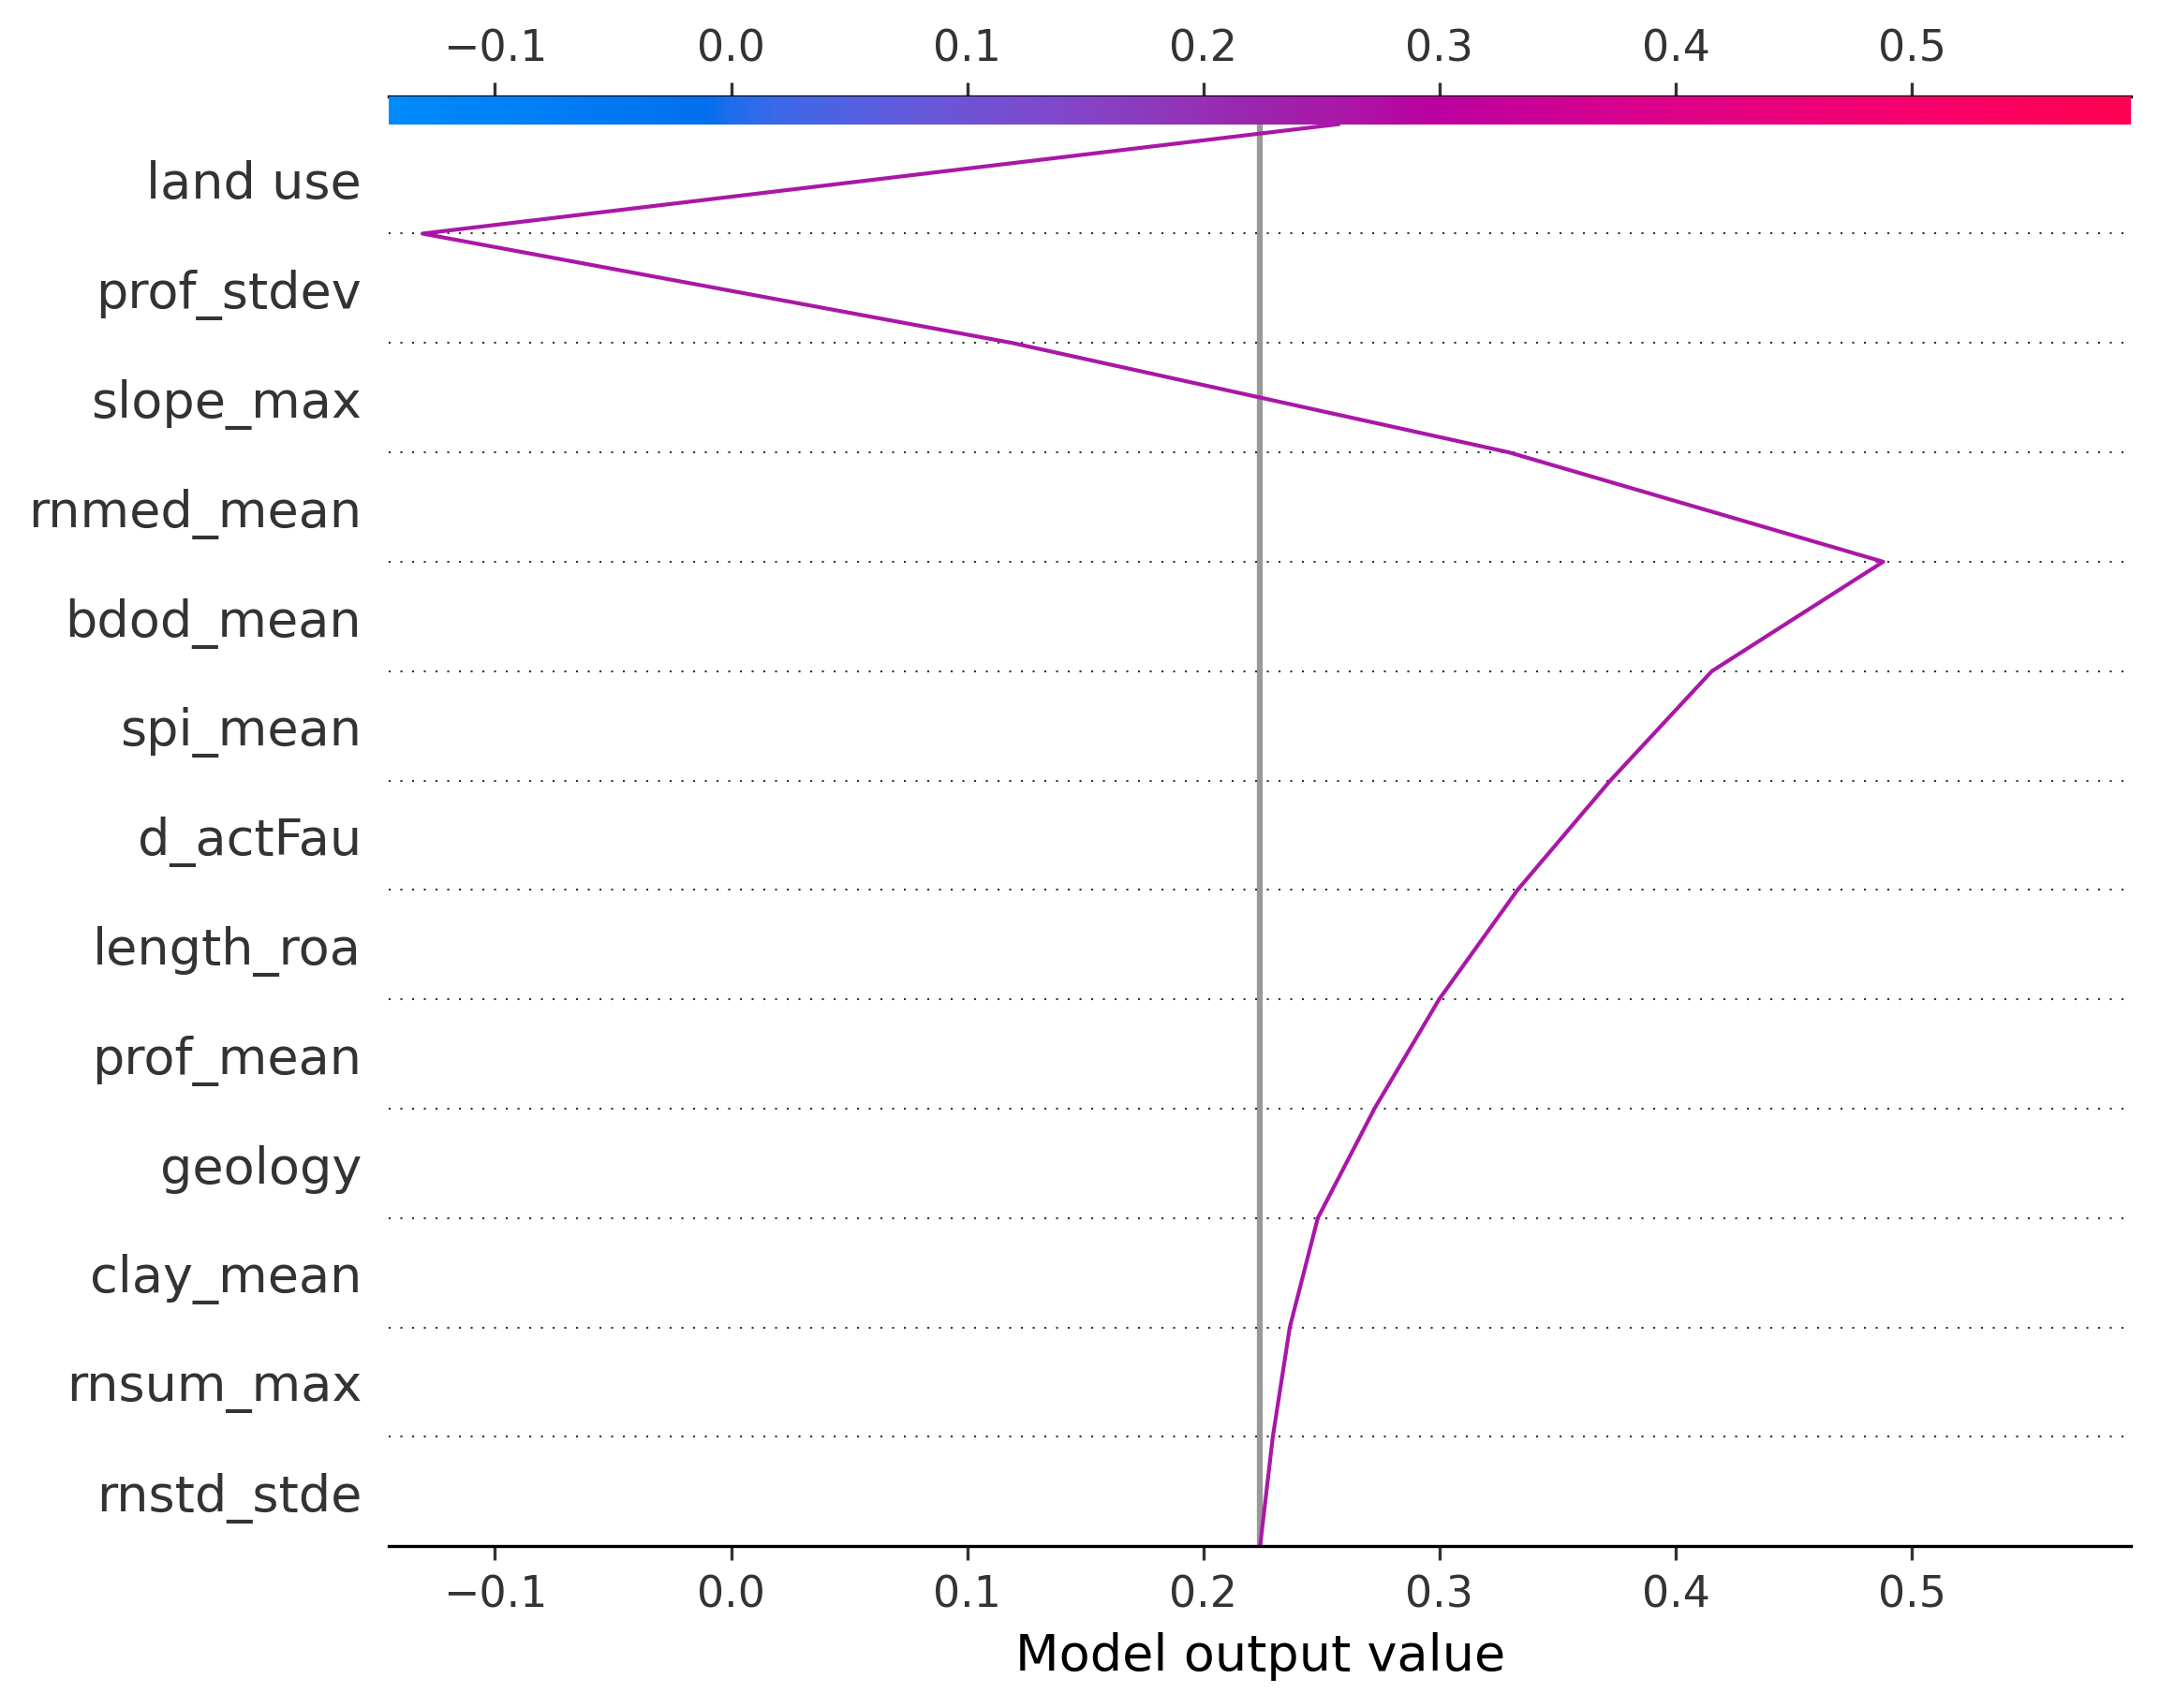 −0.1 0.0 0.1 0.2 0.3 0.4 0.5
land use
prof_stdev
slope_max
rnmed_mean
bdod_mean
spi_mean
d_actFau
length_roa
prof_mean
geology
clay_mean
rnsum_max
rnstd_stde
−0.1 0.0 0.1 0.2 0.3 0.4 0.5
Model output value